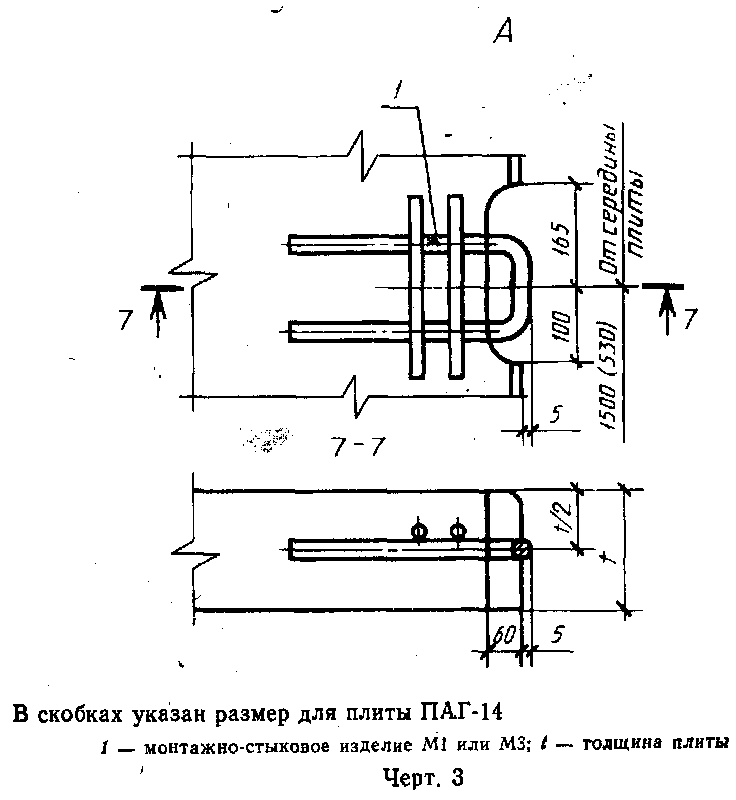 А
1
165
От середины
плиты
7
7
100
1500 (530)
5
7-7
t/2
t
60
5
В скобках указан размер для плиты ПАГ-14
1 — монтажно-стыковое изделие М1 или М3; t — толщина плиты
Черт. 3